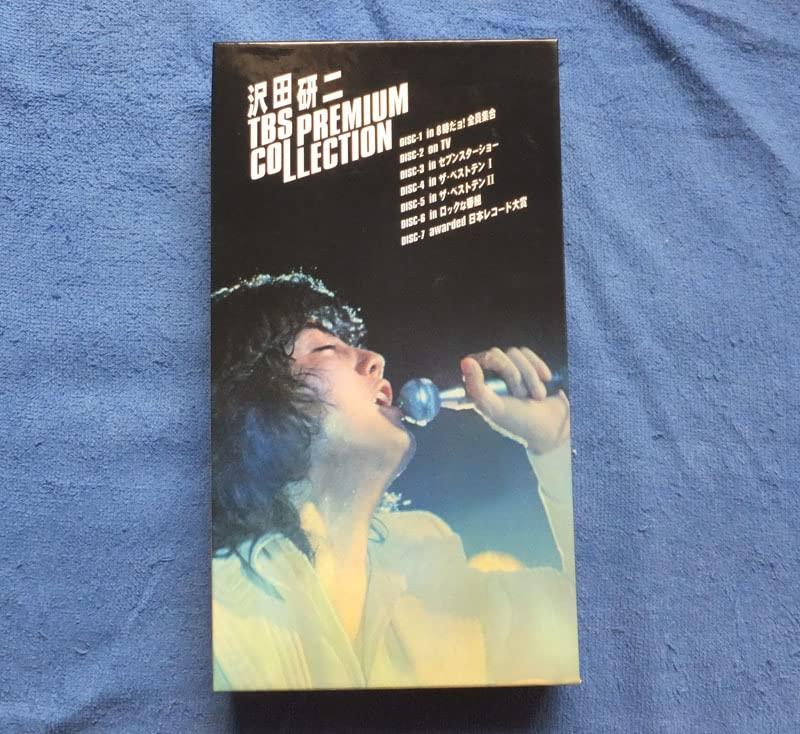 沢田研二
TBS PREMIUM
COLLECTION
DISC-1 in 8時だョ!全員集合
DISC-2 on TV
DISC-3 in セブンスターショー
DISC-4 in ザ・ベストテンⅠ
DISC-5 in ザ・ベストテンⅡ
DISC-6 in ロックな番組
DISC-7 awarded 日本レコード大賞